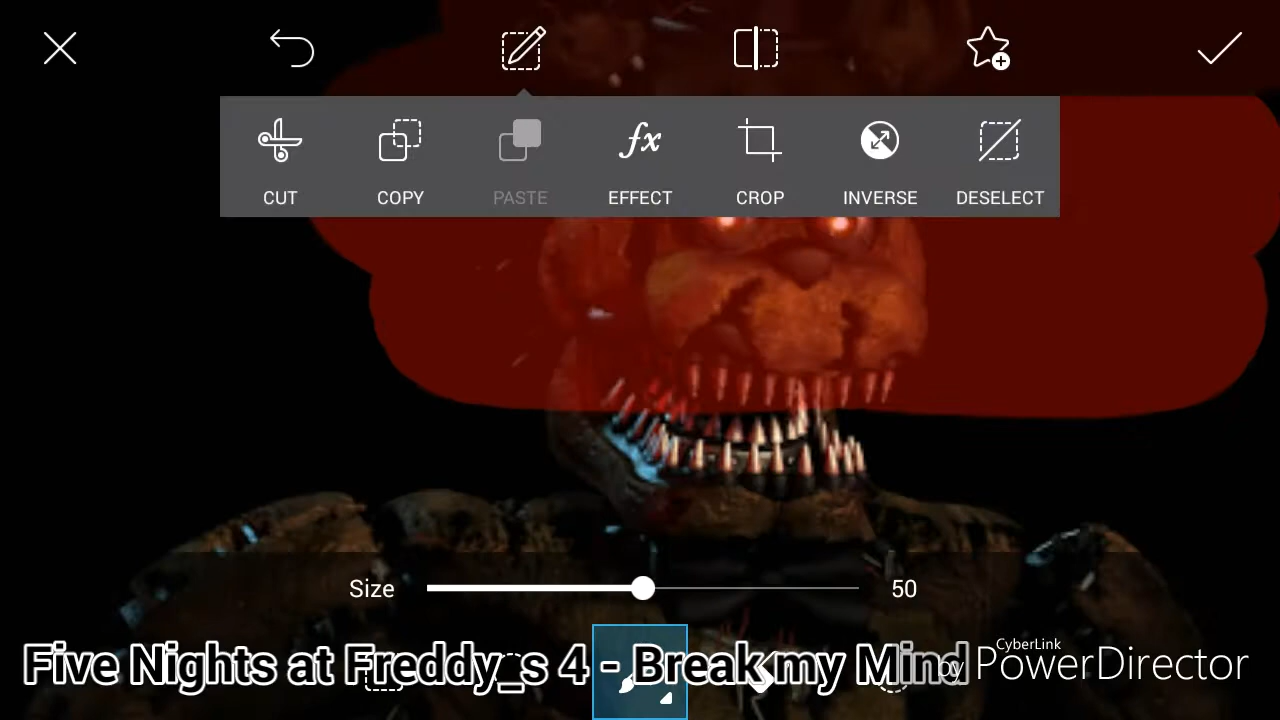 CUT COPY PASTE EFFECT CROP INVERSE DESELECT
Size 50
Five Nights at Freddy_s 4 - Break my Mind
by CyberLink PowerDirector